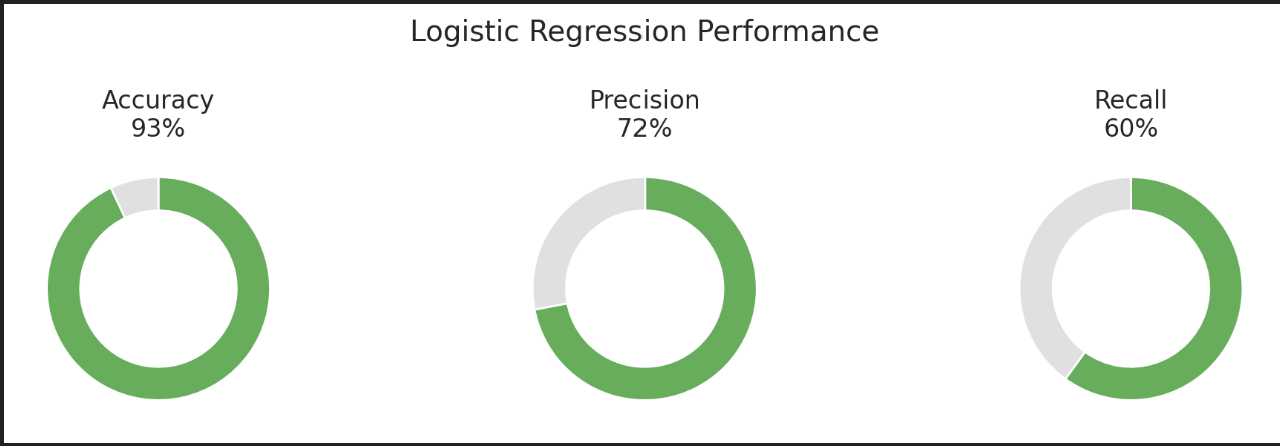 Logistic Regression Performance
Accuracy
93%
Precision
72%
Recall
60%